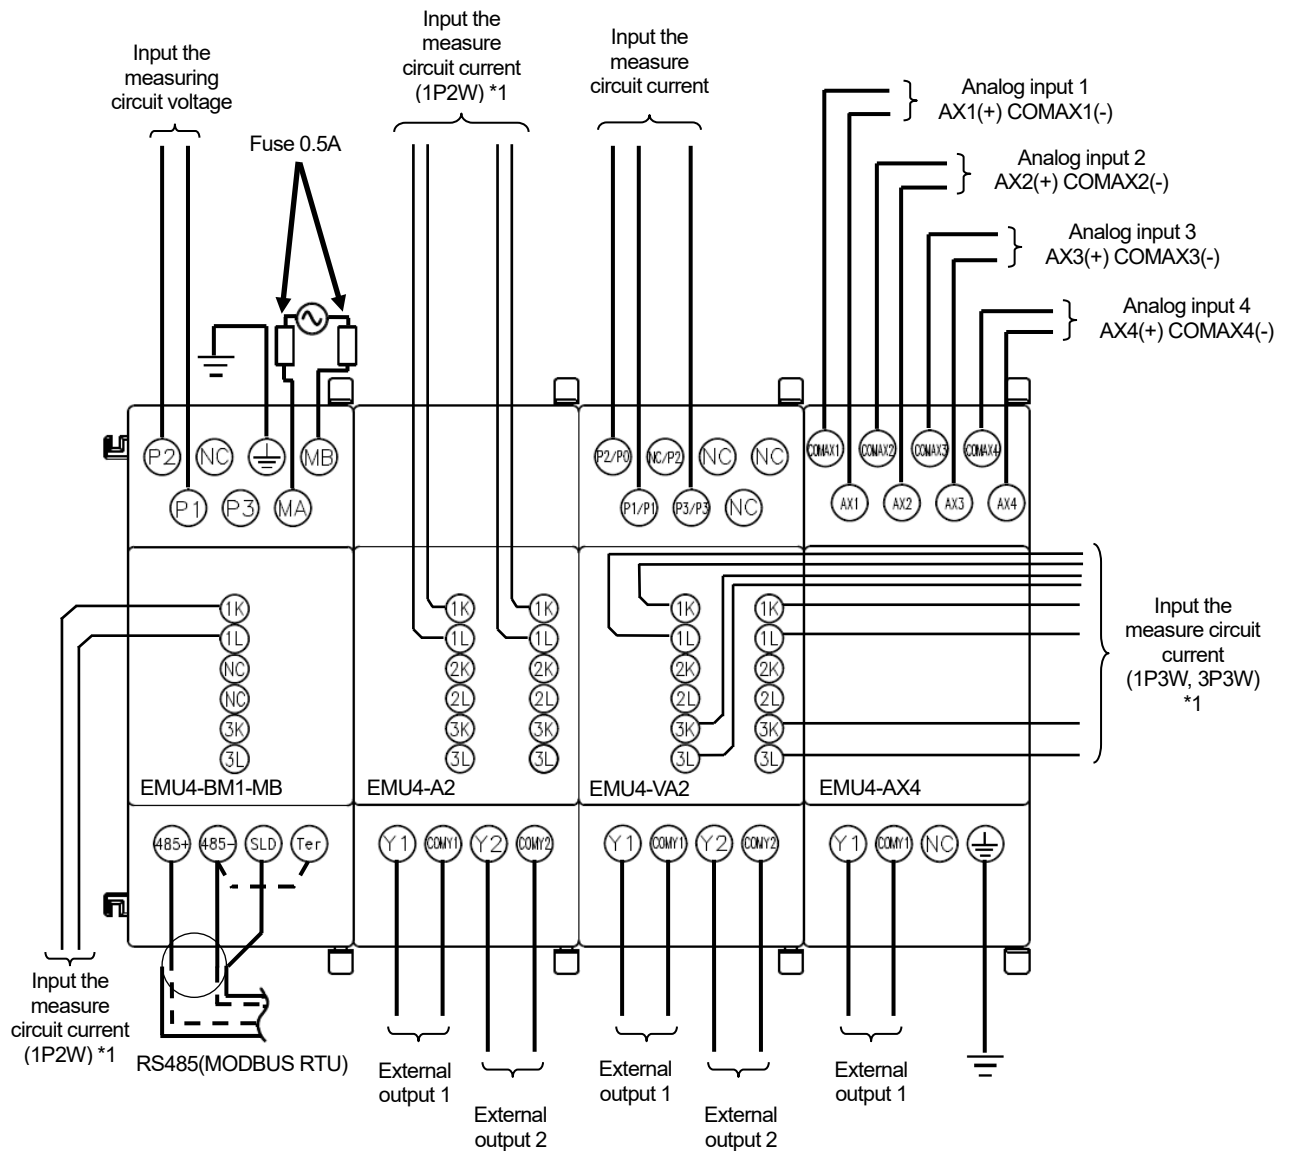 Input the
measuring
circuit voltage
Fuse 0.5A
Input the
measure
circuit current
(1P2W) *1
Input the
measure
circuit current
Analog input 1
AX1(+) COMAX1(-)
Analog input 2
AX2(+) COMAX2(-)
Analog input 3
AX3(+) COMAX3(-)
Analog input 4
AX4(+) COMAX4(-)
P2 NC MB
P1 P3 MA
P2/P0 NC/P2 NC NC
P1/P1 P3/P3 NC
COMAX1 COMAX2 COMAX3 COMAX4
AX1 AX2 AX3 AX4
1K
1L
NC
NC
3K
3L
EMU4-BM1-MB
1K 1K
1L 1L
2K 2K
2L 2L
3K 3K
3L 3L
EMU4-A2
1K 1K
1L 1L
2K 2K
2L 2L
3K 3K
3L 3L
EMU4-VA2
EMU4-AX4
Input the
measure circuit
current
(1P3W, 3P3W)
*1
485+ 485- SLD Ter
Y1 COMY1 Y2 COMY2
Y1 COMY1 Y2 COMY2
Y1 COMY1 NC
Input the
measure
circuit current
(1P2W) *1
RS485(MODBUS RTU)
External
output 1
External
output 2
External
output 1
External
output 2
External
output 1